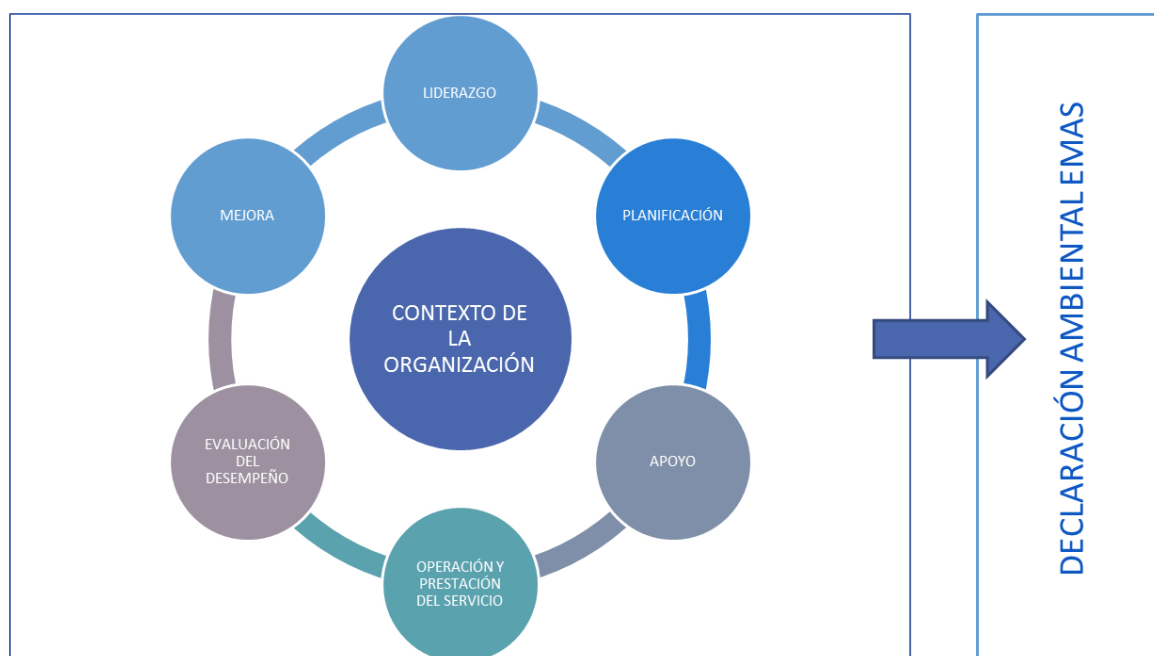 LIDERAZGO
PLANIFICACIÓN
APOYO
OPERACIÓN Y
PRESTACIÓN
DEL SERVICIO
EVALUACIÓN
DEL
DESEMPEÑO
MEJORA
CONTEXTO DE
LA
ORGANIZACIÓN
DECLARACIÓN AMBIENTAL EMAS